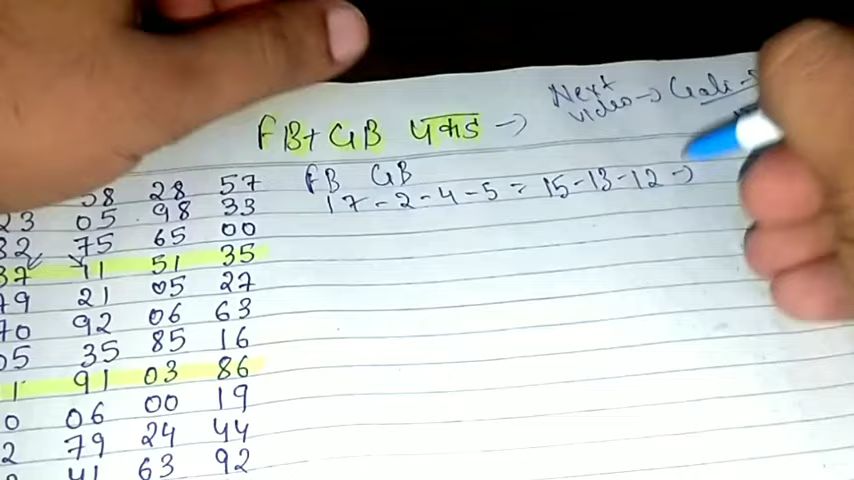 Next
video → Gali -
FB+GB पकड →
FB GB
17 - 2 - 4 - 5 = 15 - 13 - 12 →
08 28 57
23 05 98 33
32 75 65 00
37 11 51 35
79 21 05 27
70 92 06 63
05 35 85 16
1 91 03 86
0 06 00 19
2 79 24 44
41 63 92